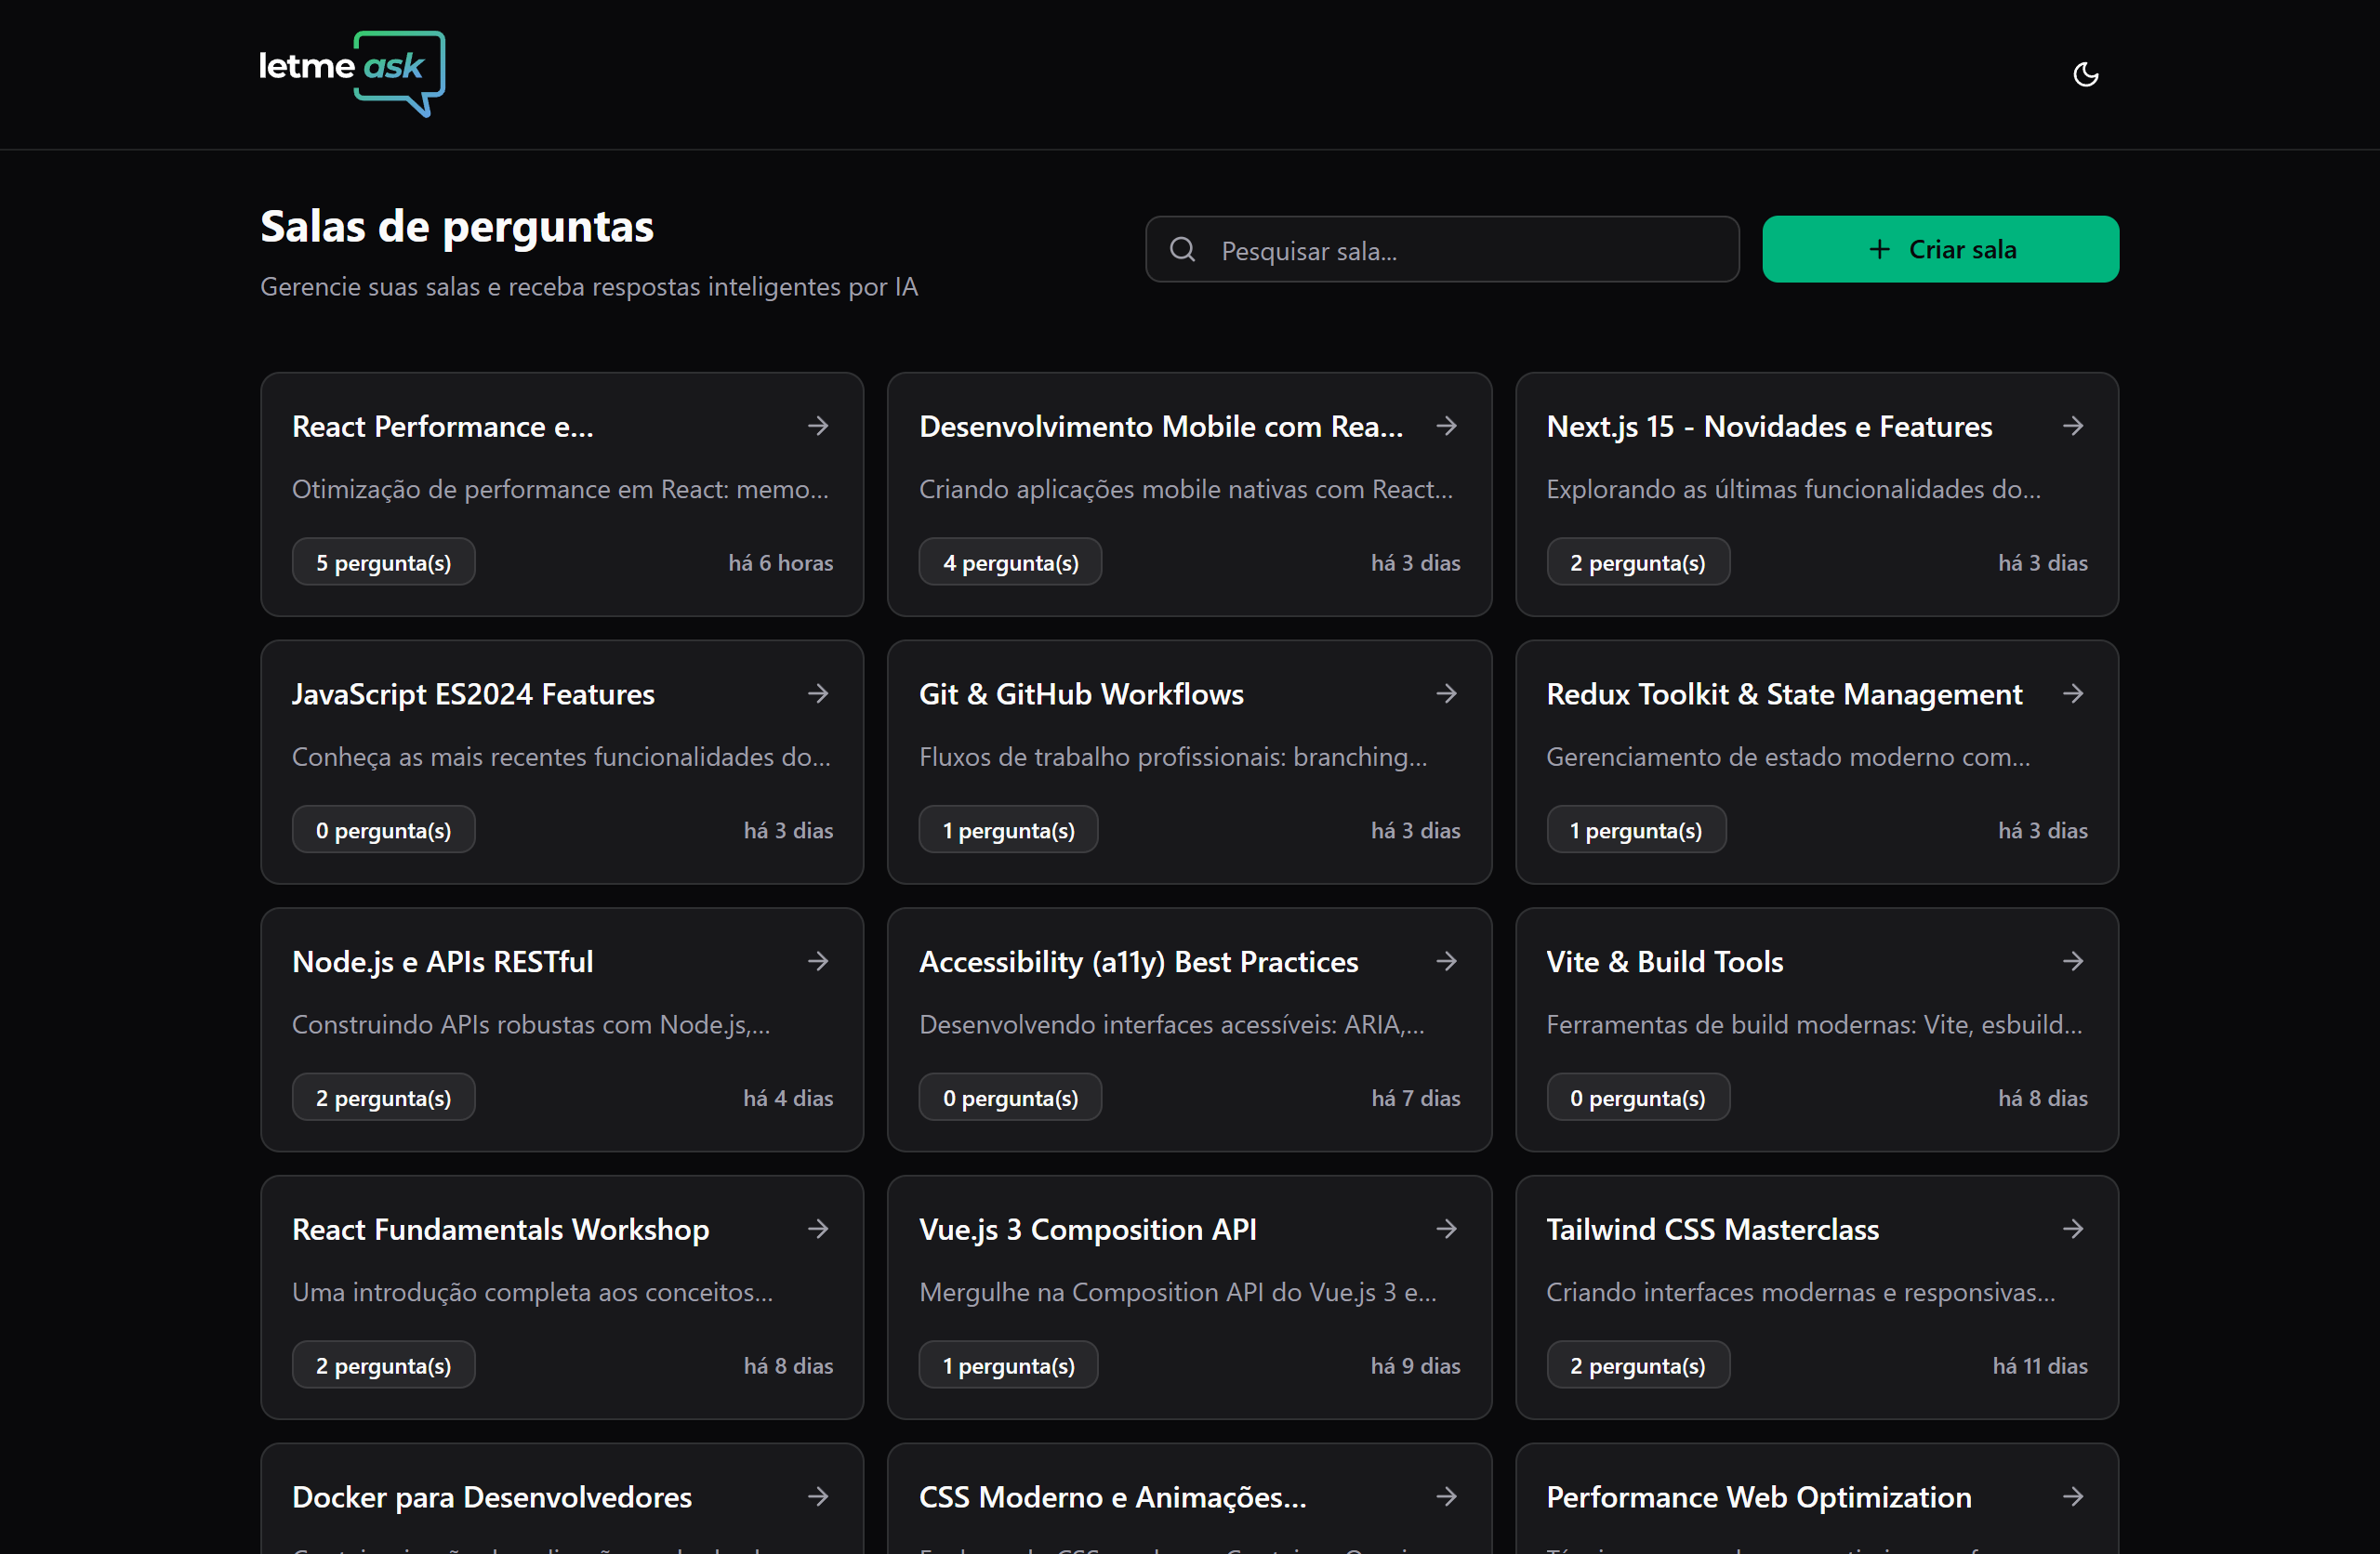 letme ask
Salas de perguntas
Gerencie suas salas e receba respostas inteligentes por IA
Pesquisar sala...
+ Criar sala
React Performance e...
Otimização de performance em React: memo...
5 pergunta(s)
há 6 horas
Desenvolvimento Mobile com Rea...
Criando aplicações mobile nativas com React...
4 pergunta(s)
há 3 dias
Next.js 15 - Novidades e Features
Explorando as últimas funcionalidades do...
2 pergunta(s)
há 3 dias
JavaScript ES2024 Features
Conheça as mais recentes funcionalidades do...
0 pergunta(s)
há 3 dias
Git & GitHub Workflows
Fluxos de trabalho profissionais: branching...
1 pergunta(s)
há 3 dias
Redux Toolkit & State Management
Gerenciamento de estado moderno com...
1 pergunta(s)
há 3 dias
Node.js e APIs RESTful
Construindo APIs robustas com Node.js,...
2 pergunta(s)
há 4 dias
Accessibility (a11y) Best Practices
Desenvolvendo interfaces acessíveis: ARIA,...
0 pergunta(s)
há 7 dias
Vite & Build Tools
Ferramentas de build modernas: Vite, esbuild...
0 pergunta(s)
há 8 dias
React Fundamentals Workshop
Uma introdução completa aos conceitos...
2 pergunta(s)
há 8 dias
Vue.js 3 Composition API
Mergulhe na Composition API do Vue.js 3 e...
1 pergunta(s)
há 9 dias
Tailwind CSS Masterclass
Criando interfaces modernas e responsivas...
2 pergunta(s)
há 11 dias
Docker para Desenvolvedores
CSS Moderno e Animações...
Performance Web Optimization